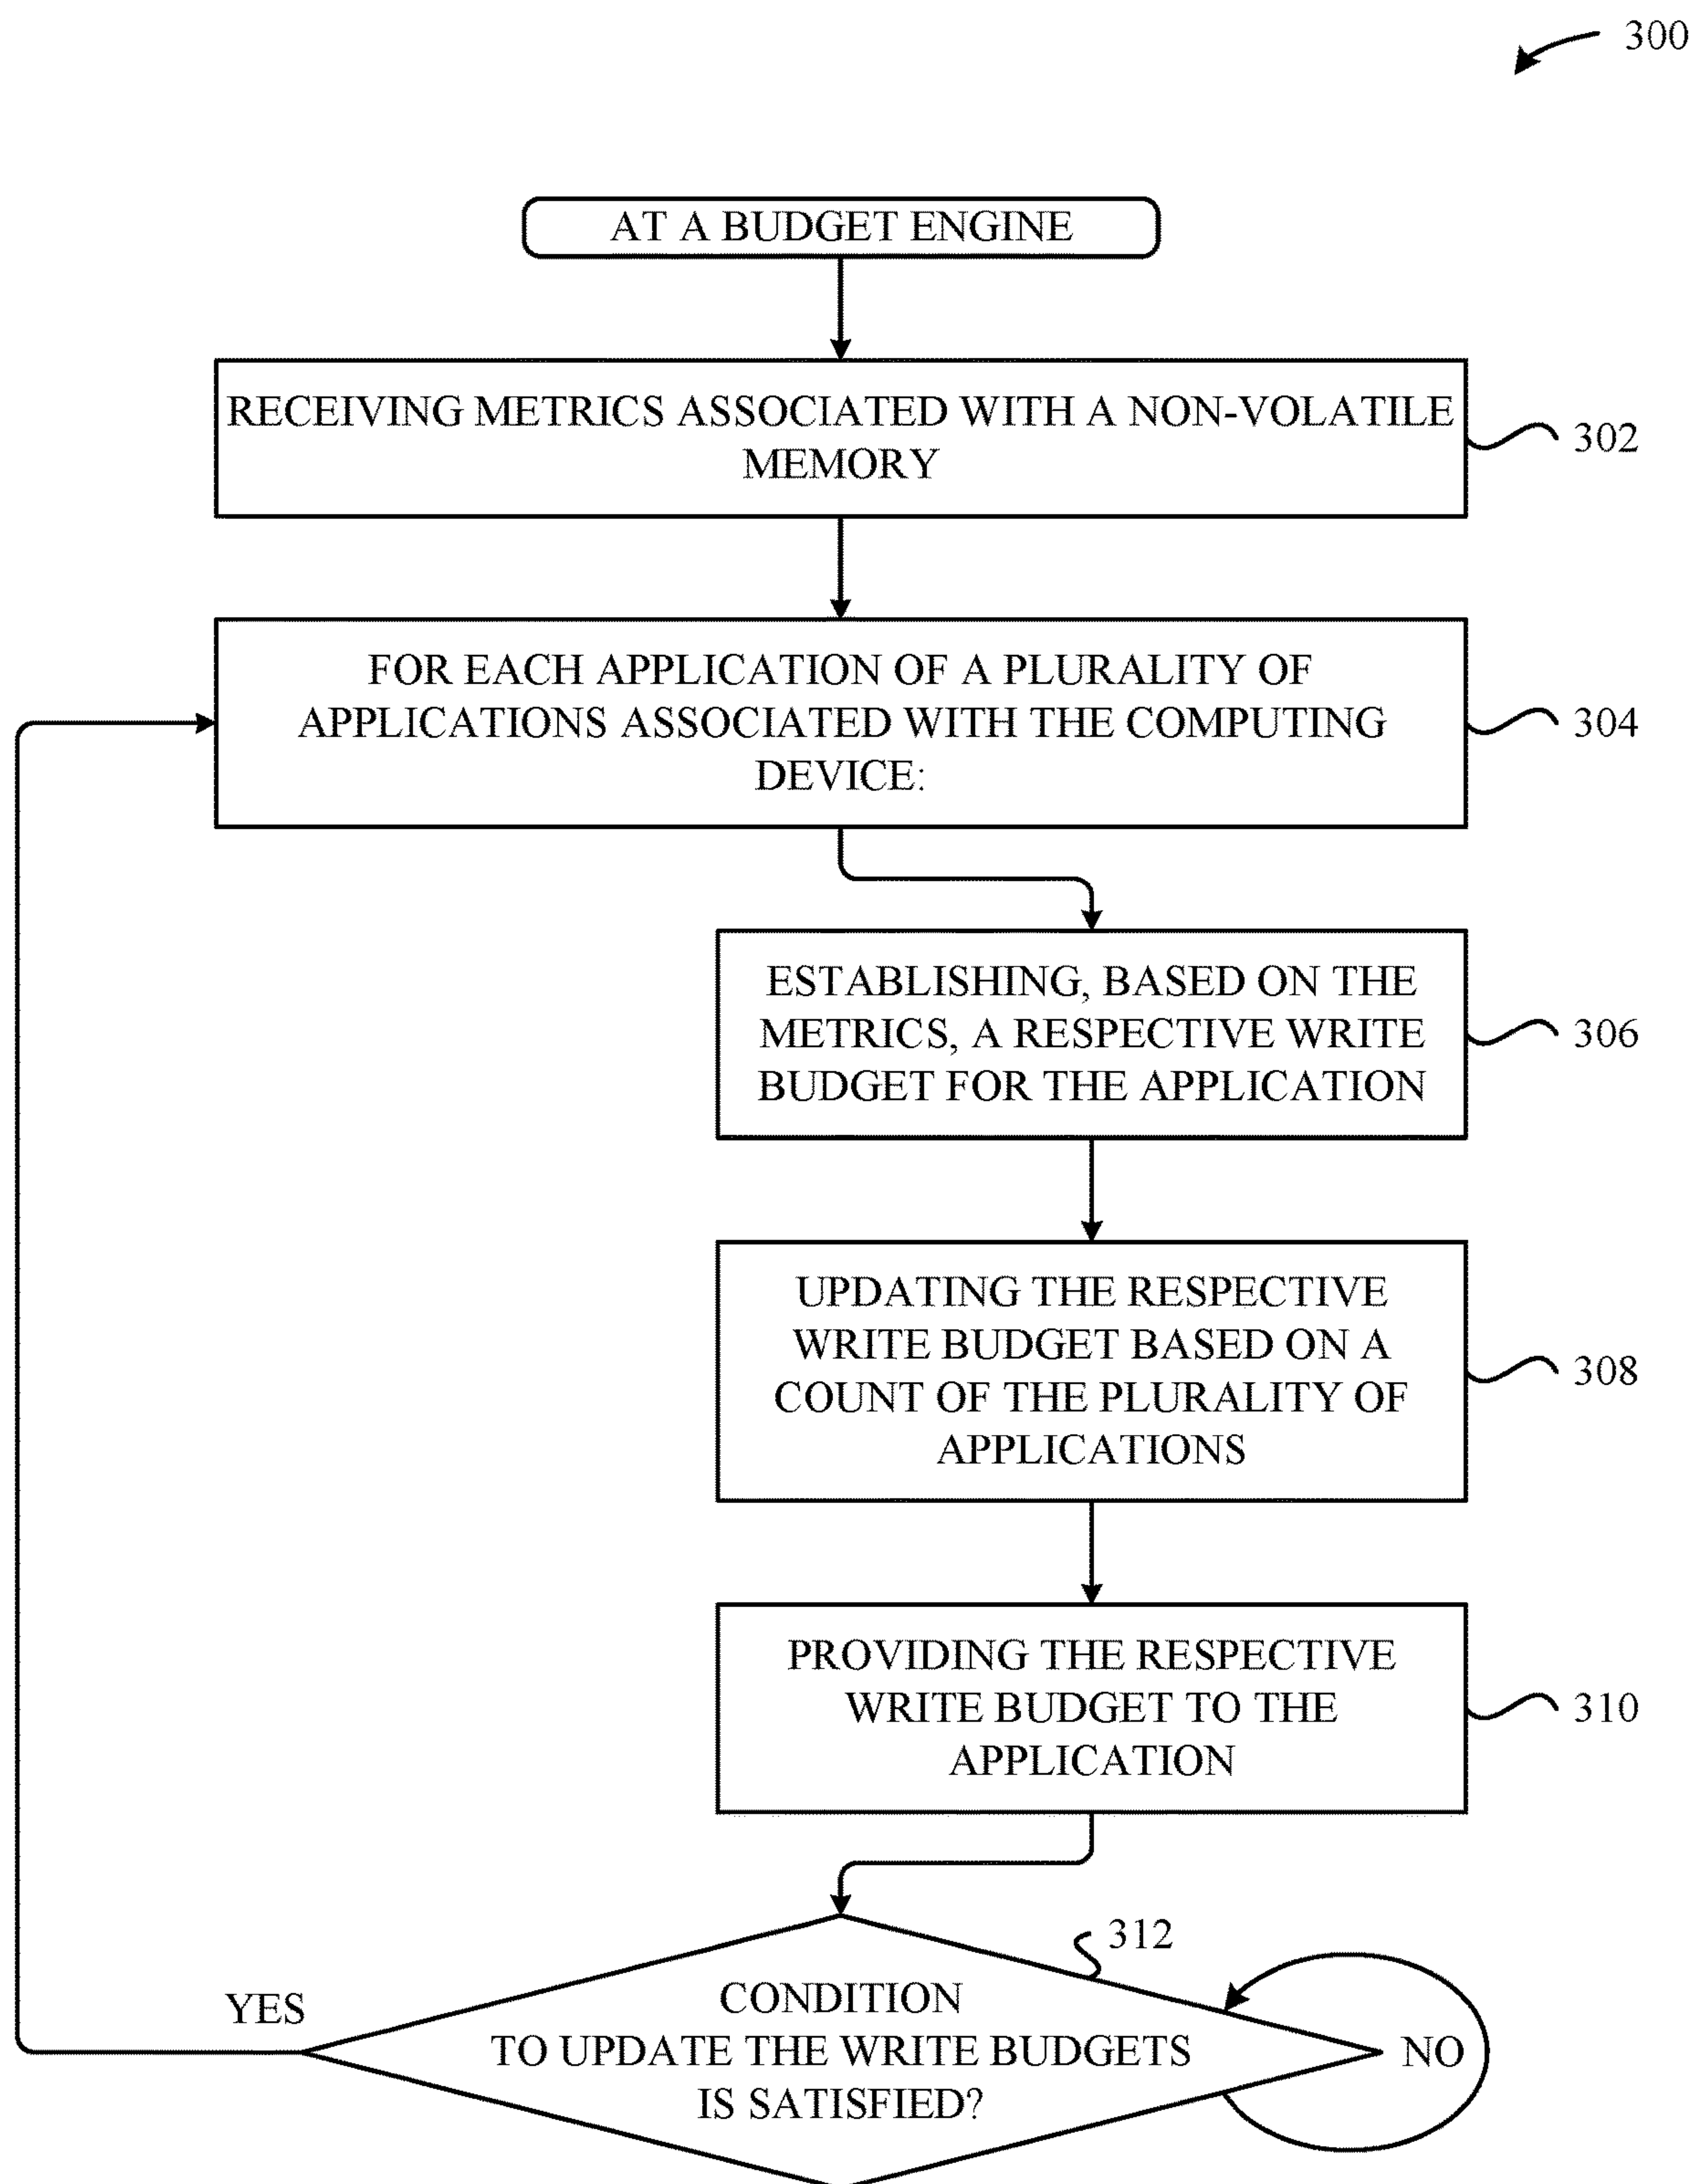 300
AT A BUDGET ENGINE
RECEIVING METRICS ASSOCIATED WITH A NON-VOLATILE
MEMORY
302
FOR EACH APPLICATION OF A PLURALITY OF
APPLICATIONS ASSOCIATED WITH THE COMPUTING
DEVICE:
304
ESTABLISHING, BASED ON THE
METRICS, A RESPECTIVE WRITE
BUDGET FOR THE APPLICATION
306
UPDATING THE RESPECTIVE
WRITE BUDGET BASED ON A
COUNT OF THE PLURALITY OF
APPLICATIONS
308
PROVIDING THE RESPECTIVE
WRITE BUDGET TO THE
APPLICATION
310
312
YES
CONDITION
TO UPDATE THE WRITE BUDGETS
IS SATISFIED?
NO